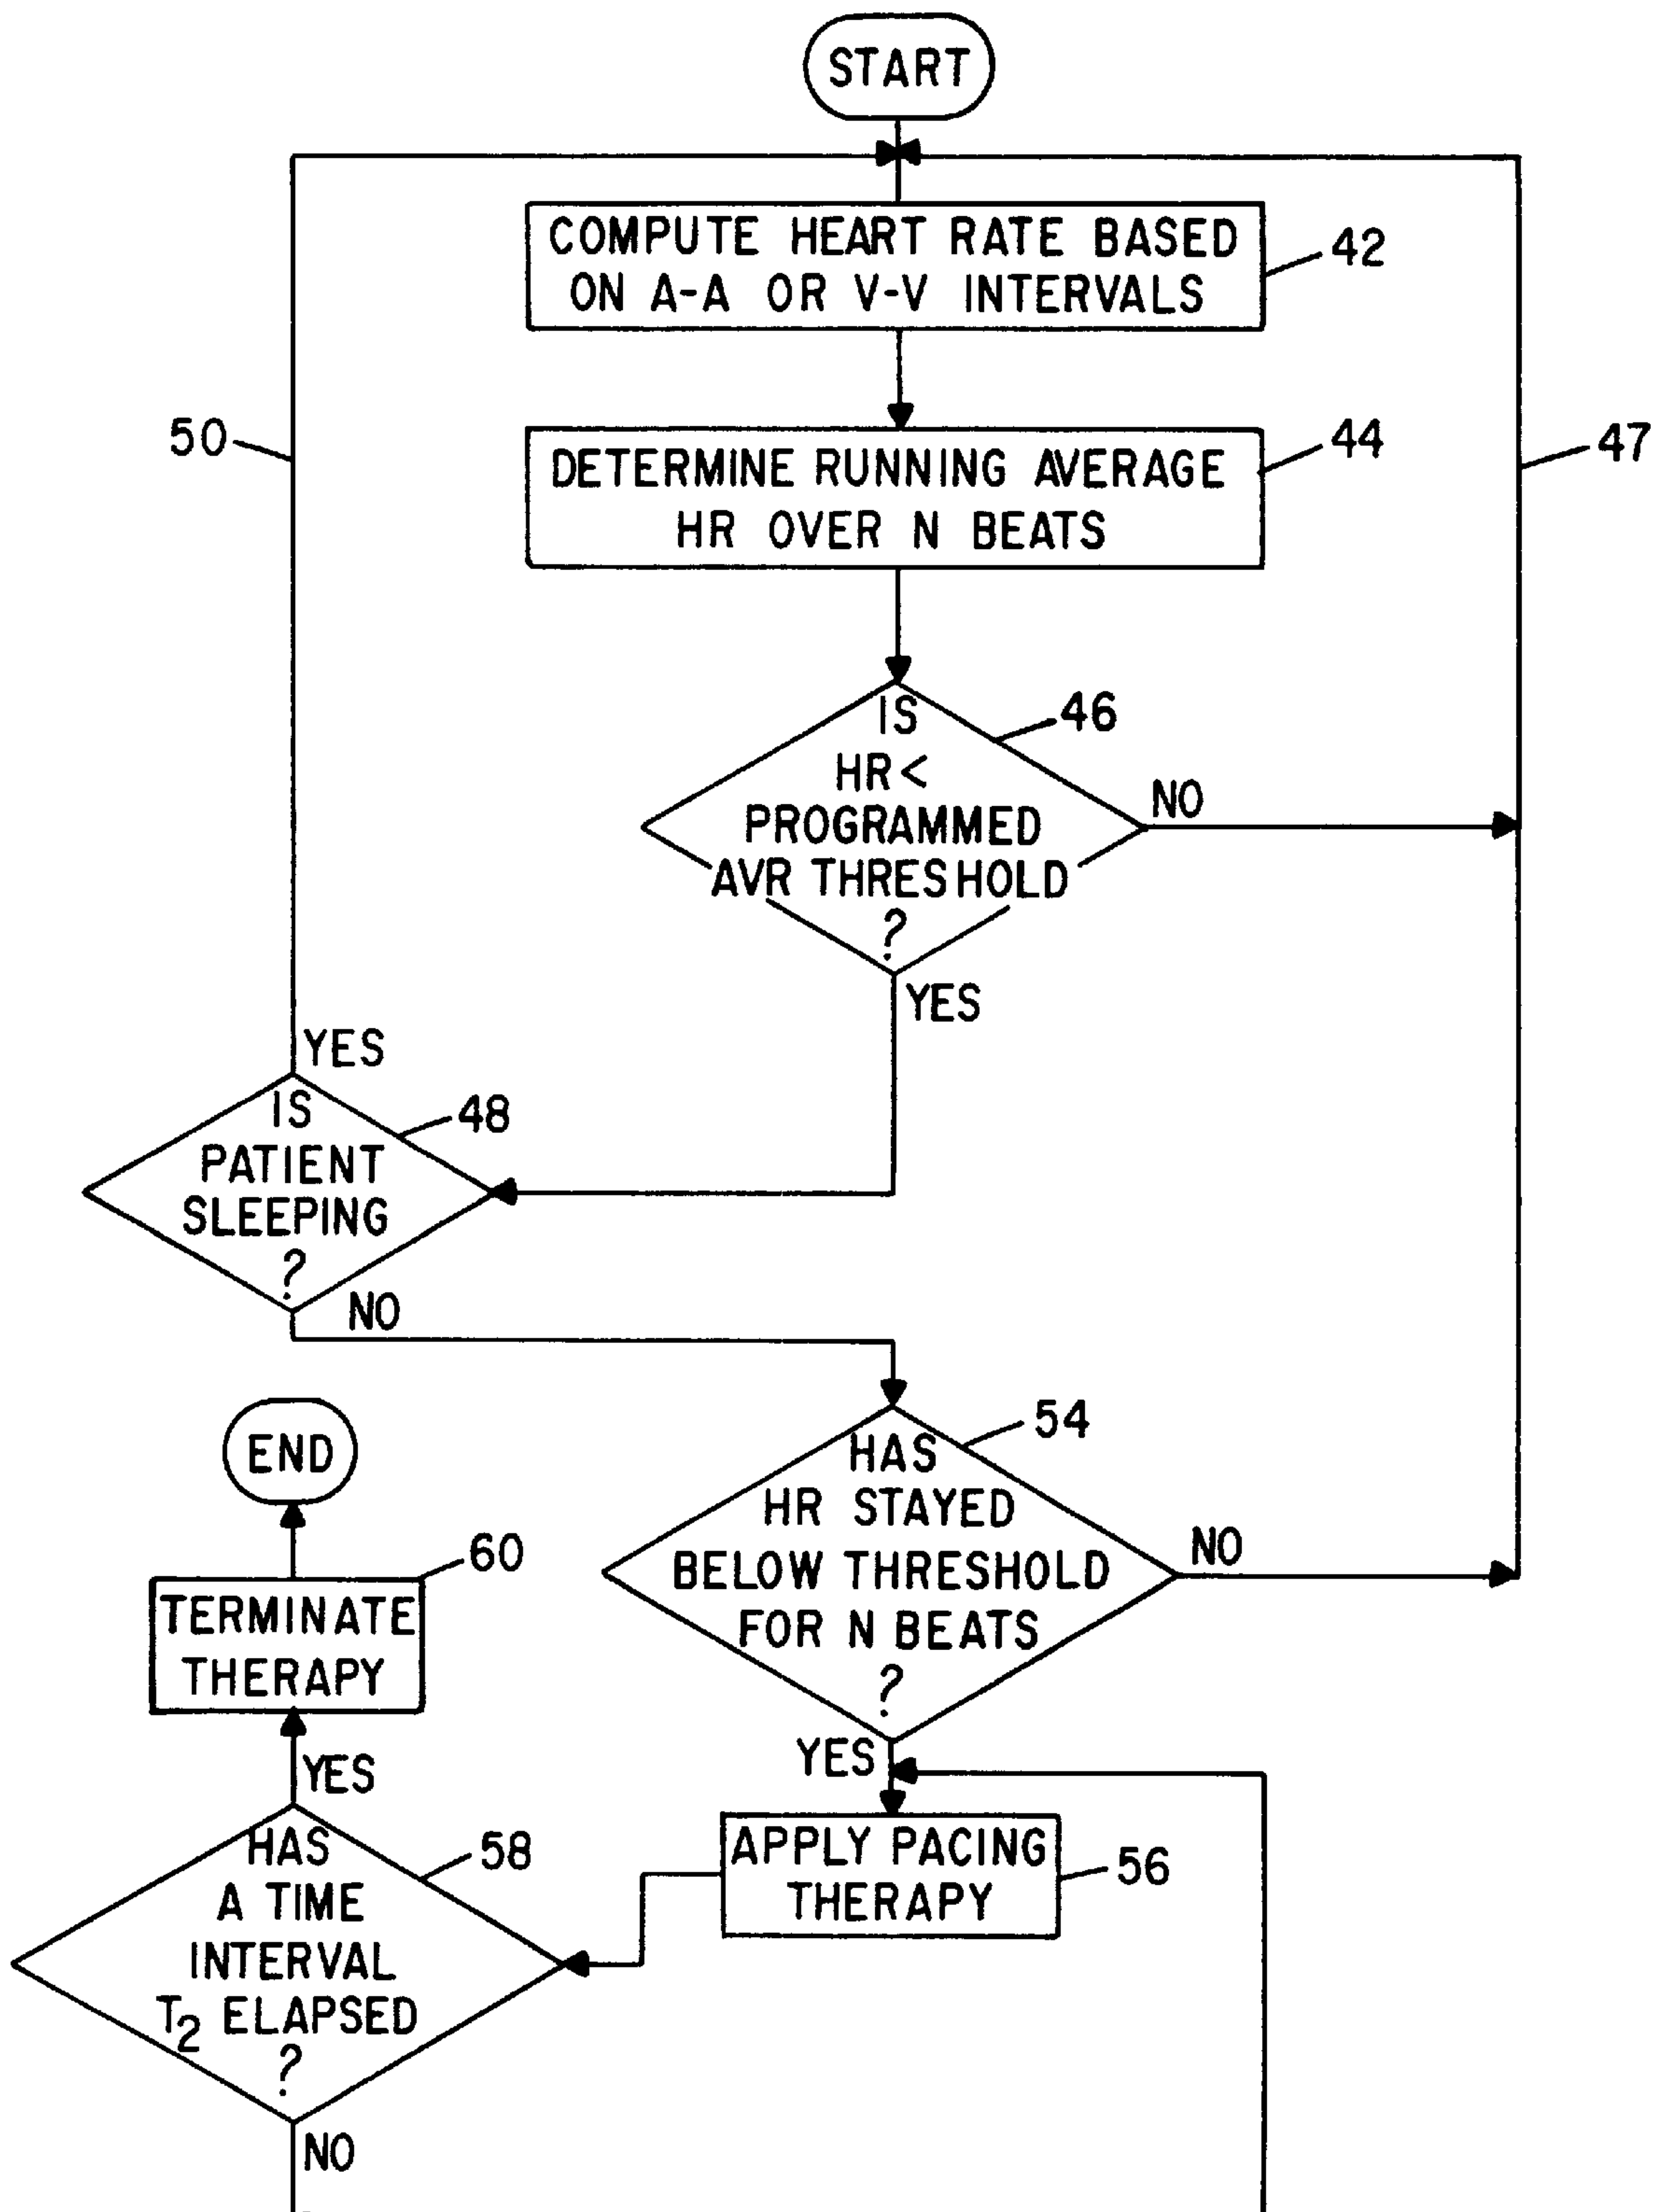 START
COMPUTE HEART RATE BASED
ON A-A OR V-V INTERVALS
42
50
DETERMINE RUNNING AVERAGE
HR OVER N BEATS
44
47
IS
HR <
PROGRAMMED
AVR THRESHOLD
?
46
NO
YES
YES
IS
PATIENT
SLEEPING
?
48
NO
END
HAS
HR STAYED
BELOW THRESHOLD
FOR N BEATS
?
54
NO
YES
60
TERMINATE
THERAPY
YES
APPLY PACING
THERAPY
56
HAS
A TIME
INTERVAL
T2 ELAPSED
?
58
NO